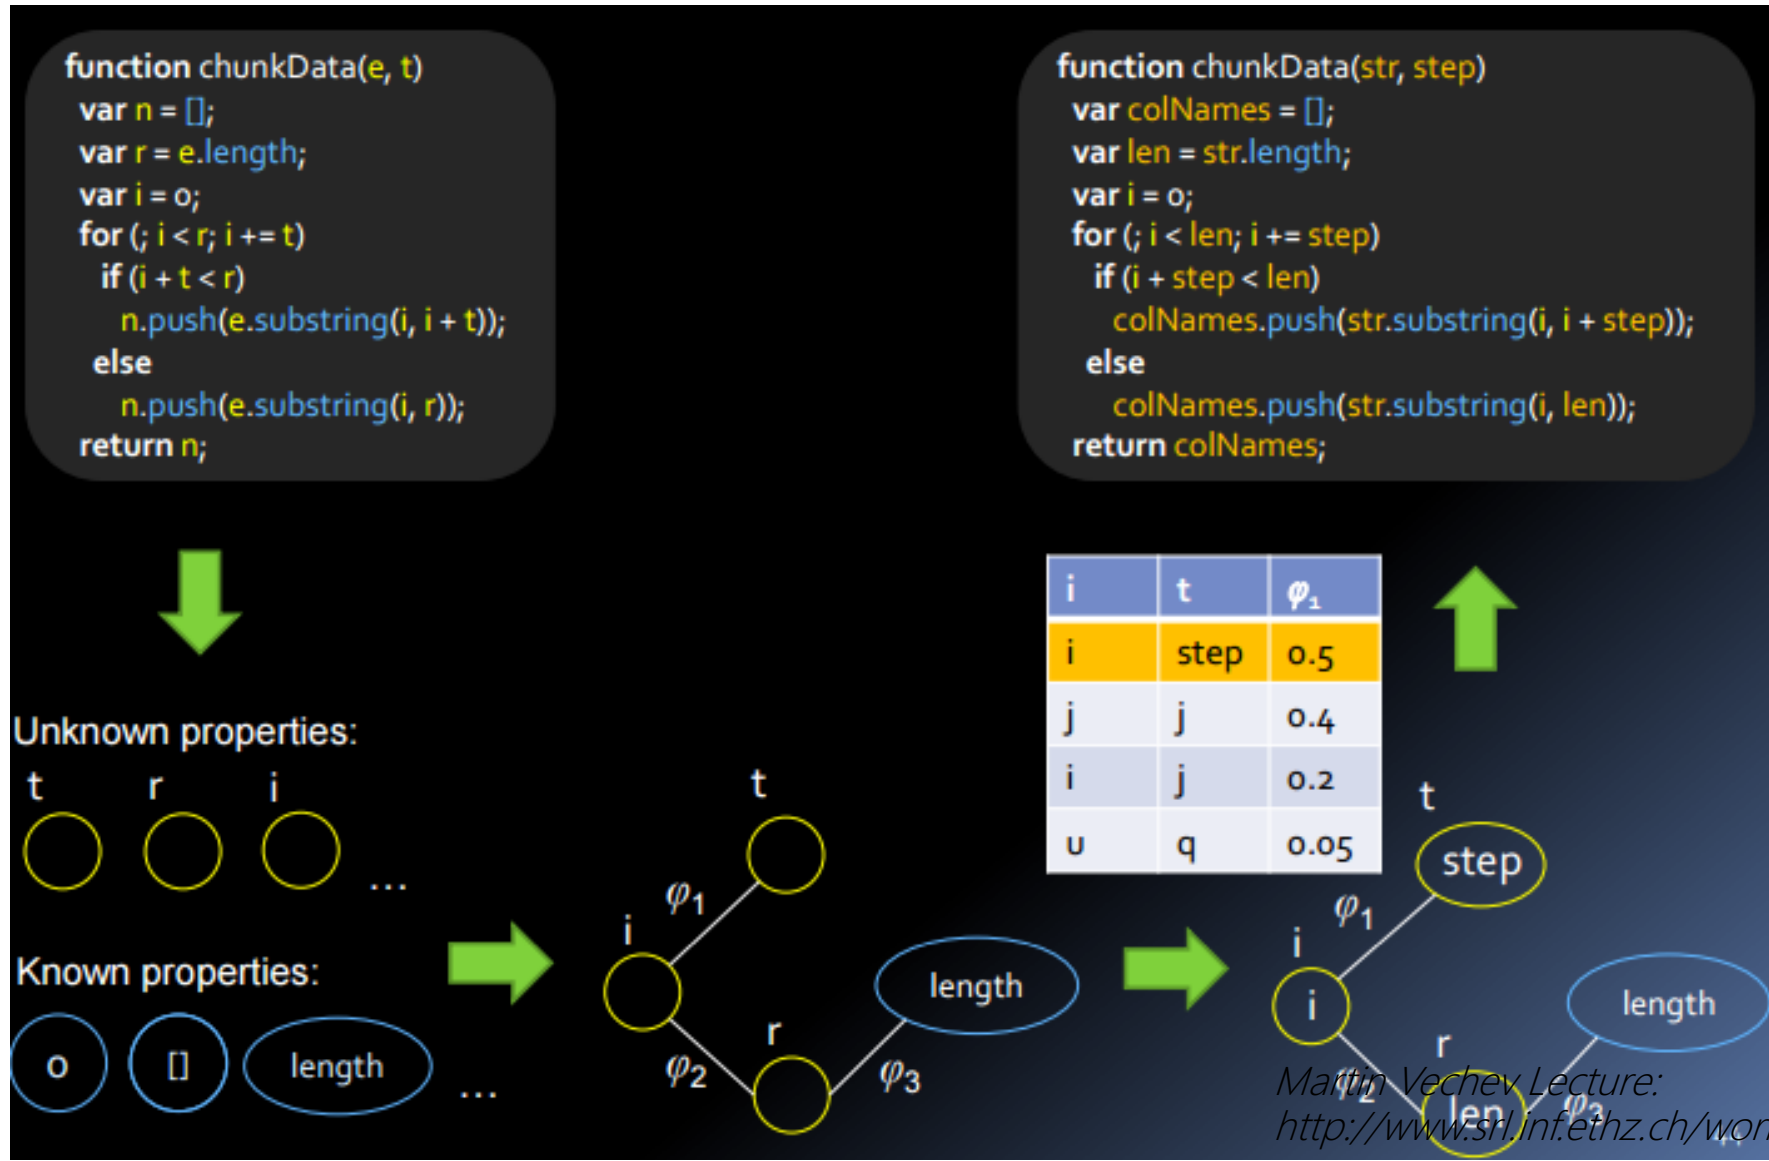 function chunkData(e, t)
var n = [];
var r = e.length;
var i = 0;
for (; i < r; i += t)
if (i + t < r)
n.push(e.substring(i, i + t));
else
n.push(e.substring(i, r));
return n;
function chunkData(str, step)
var colNames = [];
var len = str.length;
var i = 0;
for (; i < len; i += step)
if (i + step < len)
colNames.push(str.substring(i, i + step));
else
colNames.push(str.substring(i, len));
return colNames;
Unknown properties:
t r i
...
Known properties:
0 [] length ...
t
φ1
i
length
r
φ2 φ3
i t φ1
i step 0.5
j j 0.4
i j 0.2
u q 0.05
t
step
φ1
i
i
length
r
φ2 len φ3
Martin Vechev Lecture:
http://www.srl.inf.ethz.ch/wor